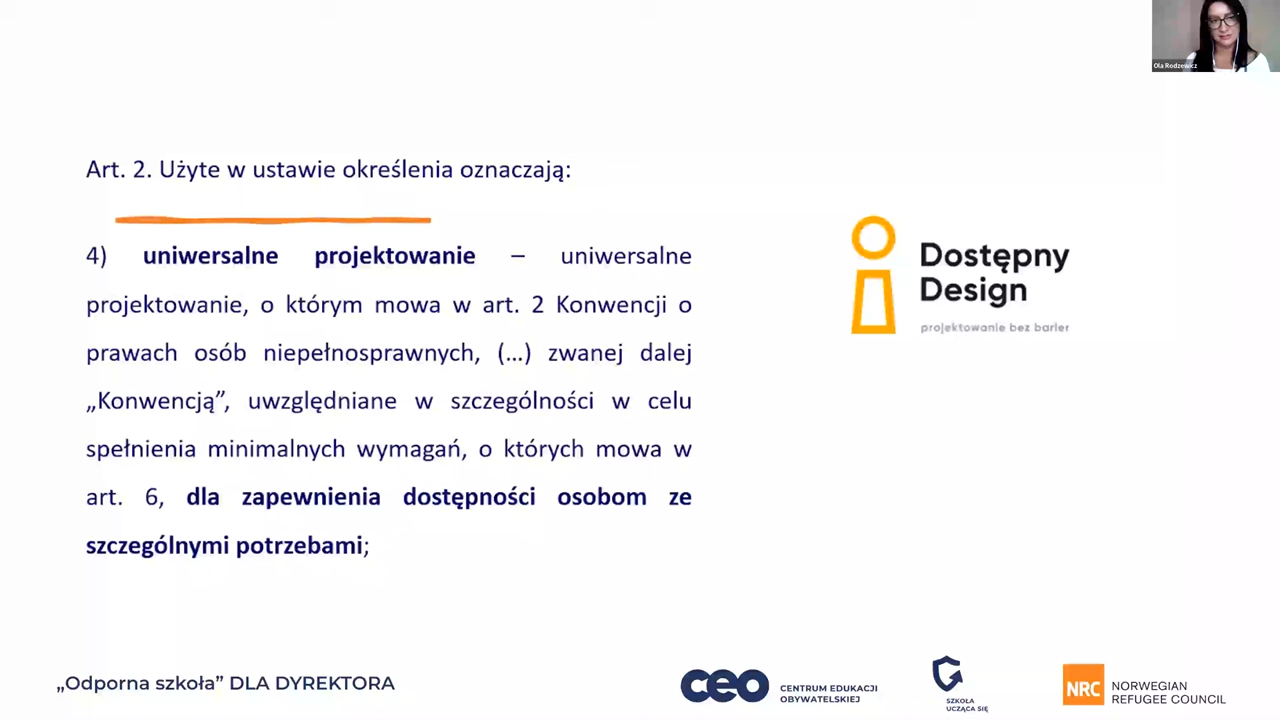 Ola Rodzewicz
Art. 2. Użyte w ustawie określenia oznaczają:
4) uniwersalne projektowanie – uniwersalne
projektowanie, o którym mowa w art. 2 Konwencji o
prawach osób niepełnosprawnych, (…) zwanej dalej
„Konwencją”, uwzględniane w szczególności w celu
spełnienia minimalnych wymagań, o których mowa w
art. 6, dla zapewnienia dostępności osobom ze
szczególnymi potrzebami;
Dostępny
Design
projektowanie bez barier
„Odporna szkoła” DLA DYREKTORA
ceo
CENTRUM EDUKACJI
OBYWATELSKIEJ
SZKOŁA
UCZĄCA SIĘ
NRC
NORWEGIAN
REFUGEE COUNCIL